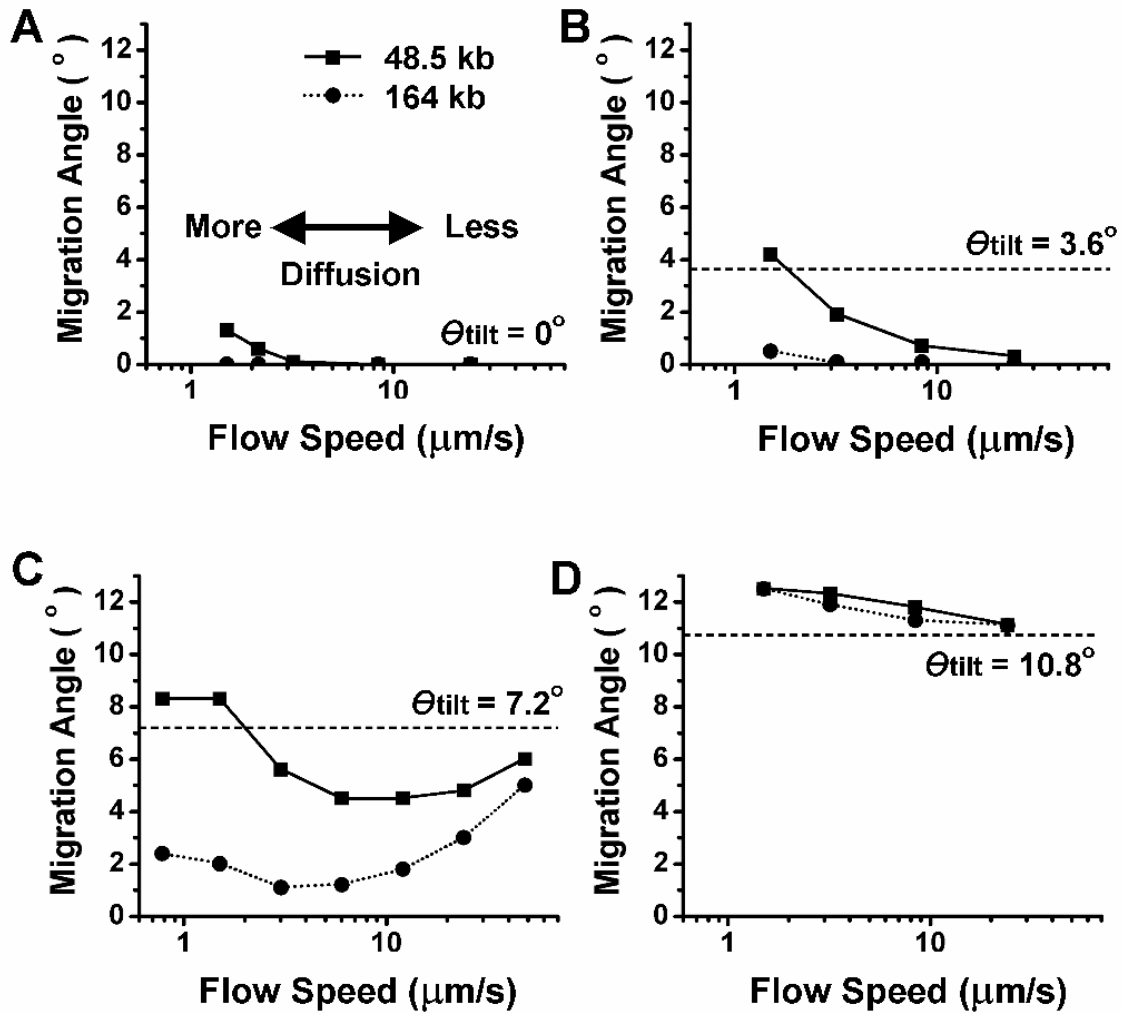 A
Migration Angle (°)
12
10
8
6
4
2
0
48.5 kb
164 kb
More Less
Diffusion
Θtilt = 0°
1 10
Flow Speed (μm/s)
B
Migration Angle (°)
12
10
8
6
4
2
0
Θtilt = 3.6°
1 10
Flow Speed (μm/s)
C
Migration Angle (°)
12
10
8
6
4
2
0
Θtilt = 7.2°
1 10
Flow Speed (μm/s)
D
Migration Angle (°)
12
10
8
6
4
2
0
Θtilt = 10.8°
1 10
Flow Speed (μm/s)